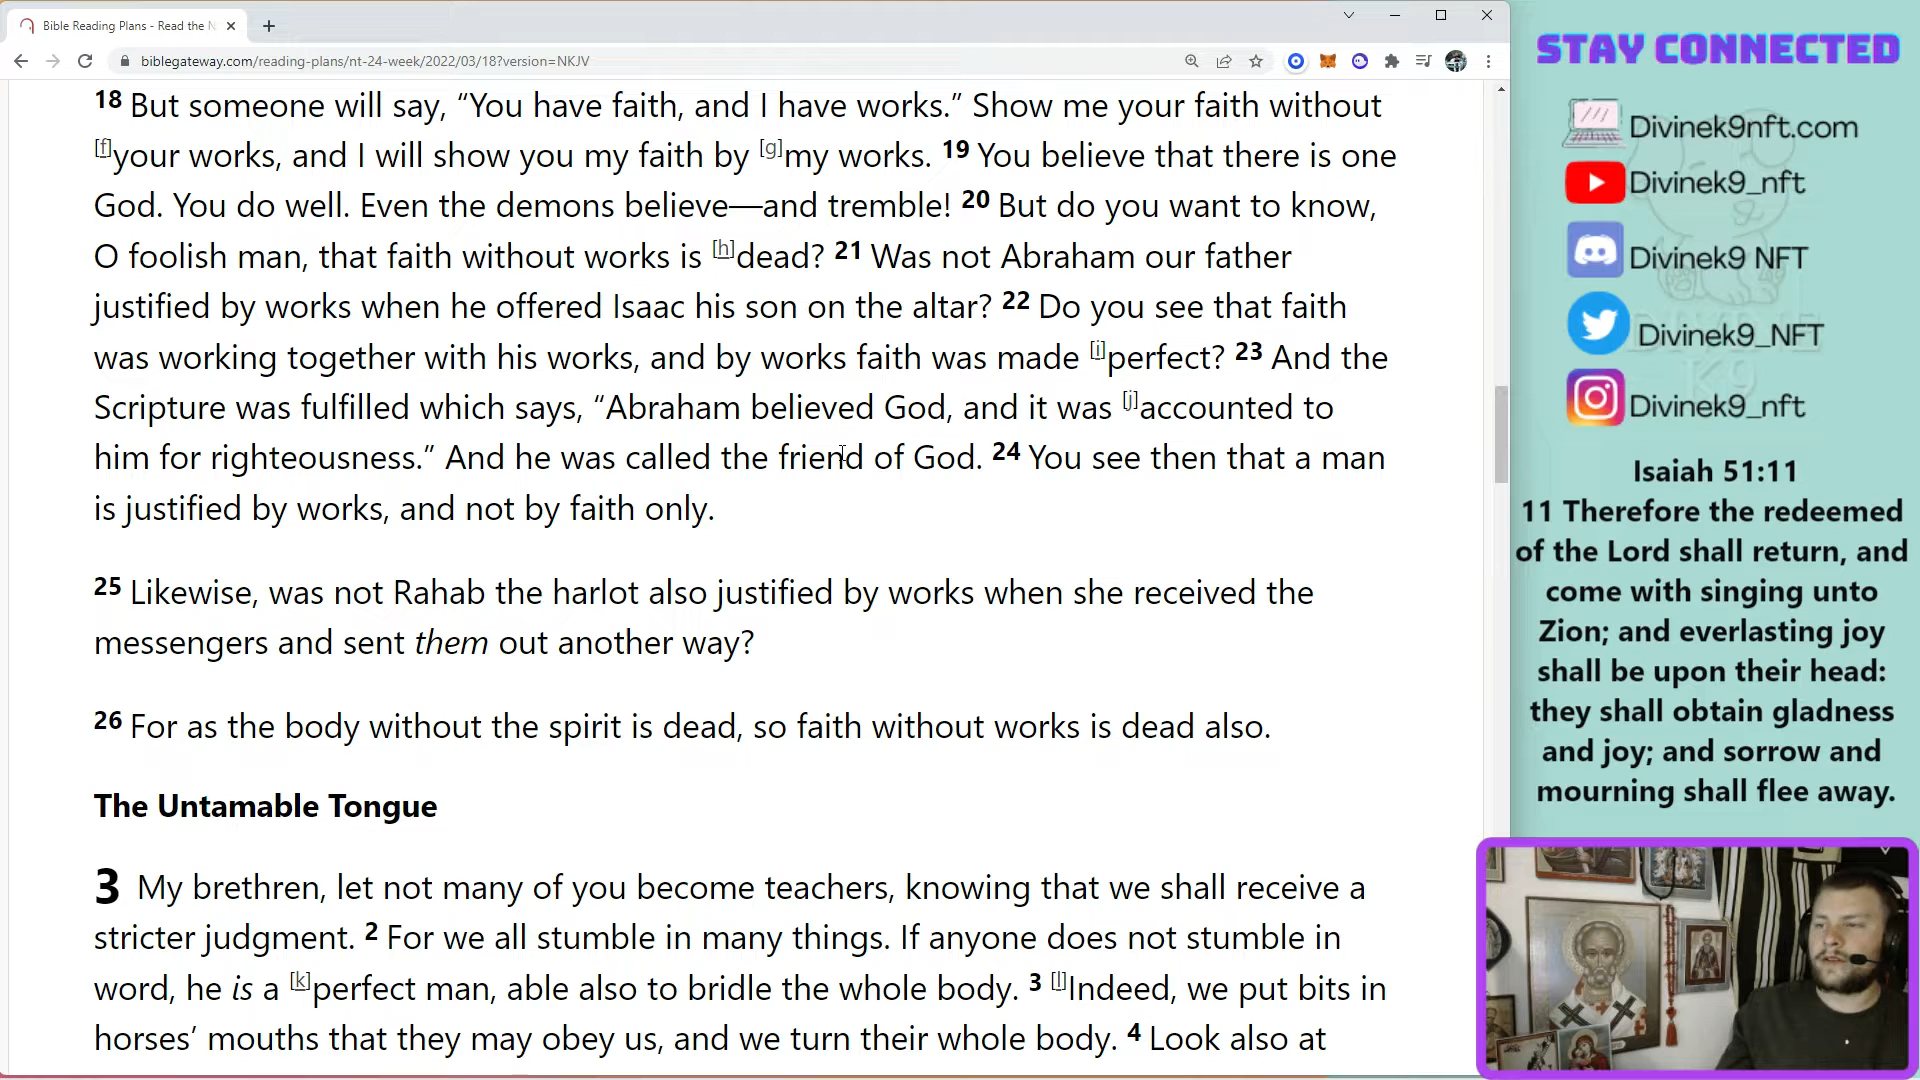 Bible Reading Plans - Read the N
biblegateway.com/reading-plans/nt-24-week/2022/03/18?version=NKJV
18 But someone will say, “You have faith, and I have works.” Show me your faith without
[f]your works, and I will show you my faith by [g]my works. 19 You believe that there is one
God. You do well. Even the demons believe—and tremble! 20 But do you want to know,
O foolish man, that faith without works is [h]dead? 21 Was not Abraham our father
justified by works when he offered Isaac his son on the altar? 22 Do you see that faith
was working together with his works, and by works faith was made [i]perfect? 23 And the
Scripture was fulfilled which says, “Abraham believed God, and it was [j]accounted to
him for righteousness.” And he was called the friend of God. 24 You see then that a man
is justified by works, and not by faith only.
25 Likewise, was not Rahab the harlot also justified by works when she received the
messengers and sent them out another way?
26 For as the body without the spirit is dead, so faith without works is dead also.
The Untamable Tongue
3 My brethren, let not many of you become teachers, knowing that we shall receive a
stricter judgment. 2 For we all stumble in many things. If anyone does not stumble in
word, he is a [k]perfect man, able also to bridle the whole body. 3 [l]Indeed, we put bits in
horses’ mouths that they may obey us, and we turn their whole body. 4 Look also at
STAY CONNECTED
Divinek9nft.com
Divinek9_nft
Divinek9 NFT
Divinek9_NFT
Divinek9_nft
DIVINE
K9
Isaiah 51:11
11 Therefore the redeemed
of the Lord shall return, and
come with singing unto
Zion; and everlasting joy
shall be upon their head:
they shall obtain gladness
and joy; and sorrow and
mourning shall flee away.